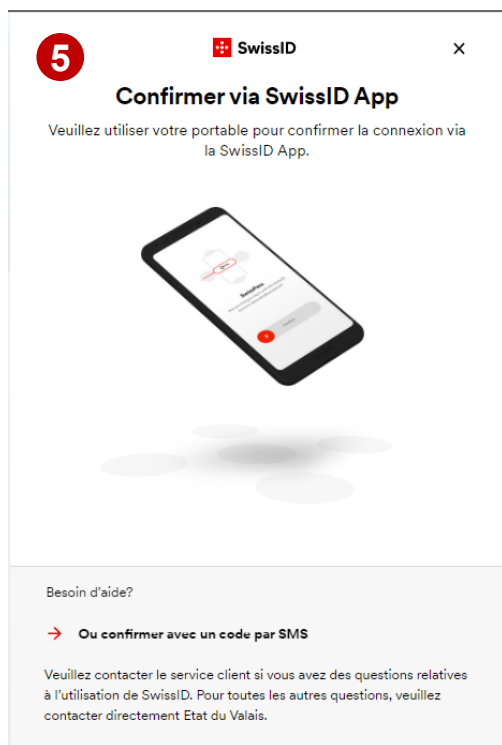 5
SwissID
×
Confirmer via SwissID App
Veuillez utiliser votre portable pour confirmer la connexion via
la SwissID App.
SwissPass
Besoin d'aide?
→ Ou confirmer avec un code par SMS
Veuillez contacter le service client si vous avez des questions relatives
à l'utilisation de SwissID. Pour toutes les autres questions, veuillez
contacter directement Etat du Valais.